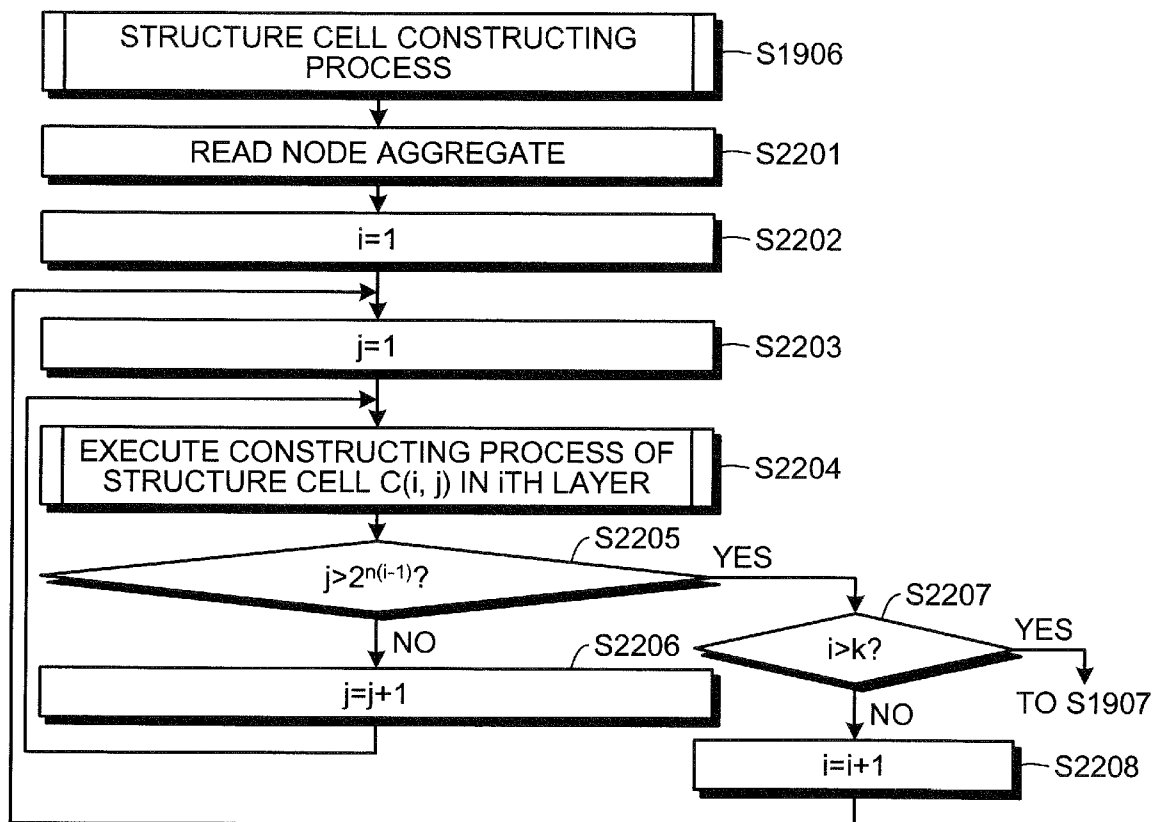 STRUCTURE CELL CONSTRUCTING
PROCESS
S1906
READ NODE AGGREGATE
S2201
i=1
S2202
j=1
S2203
EXECUTE CONSTRUCTING PROCESS OF
STRUCTURE CELL C(i, j) IN iTH LAYER
S2204
S2205
j>2^{n(i-1)}?
YES
NO
S2207
i>k?
YES
TO S1907
NO
S2206
j=j+1
i=i+1
S2208